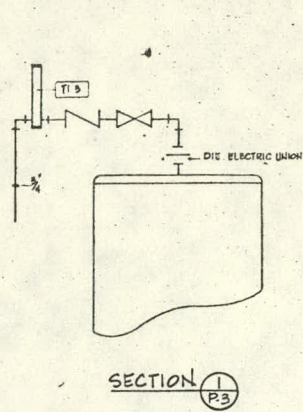 TI 3
DIE ELECTRIC UNION
3/4"
SECTION 1
P.3